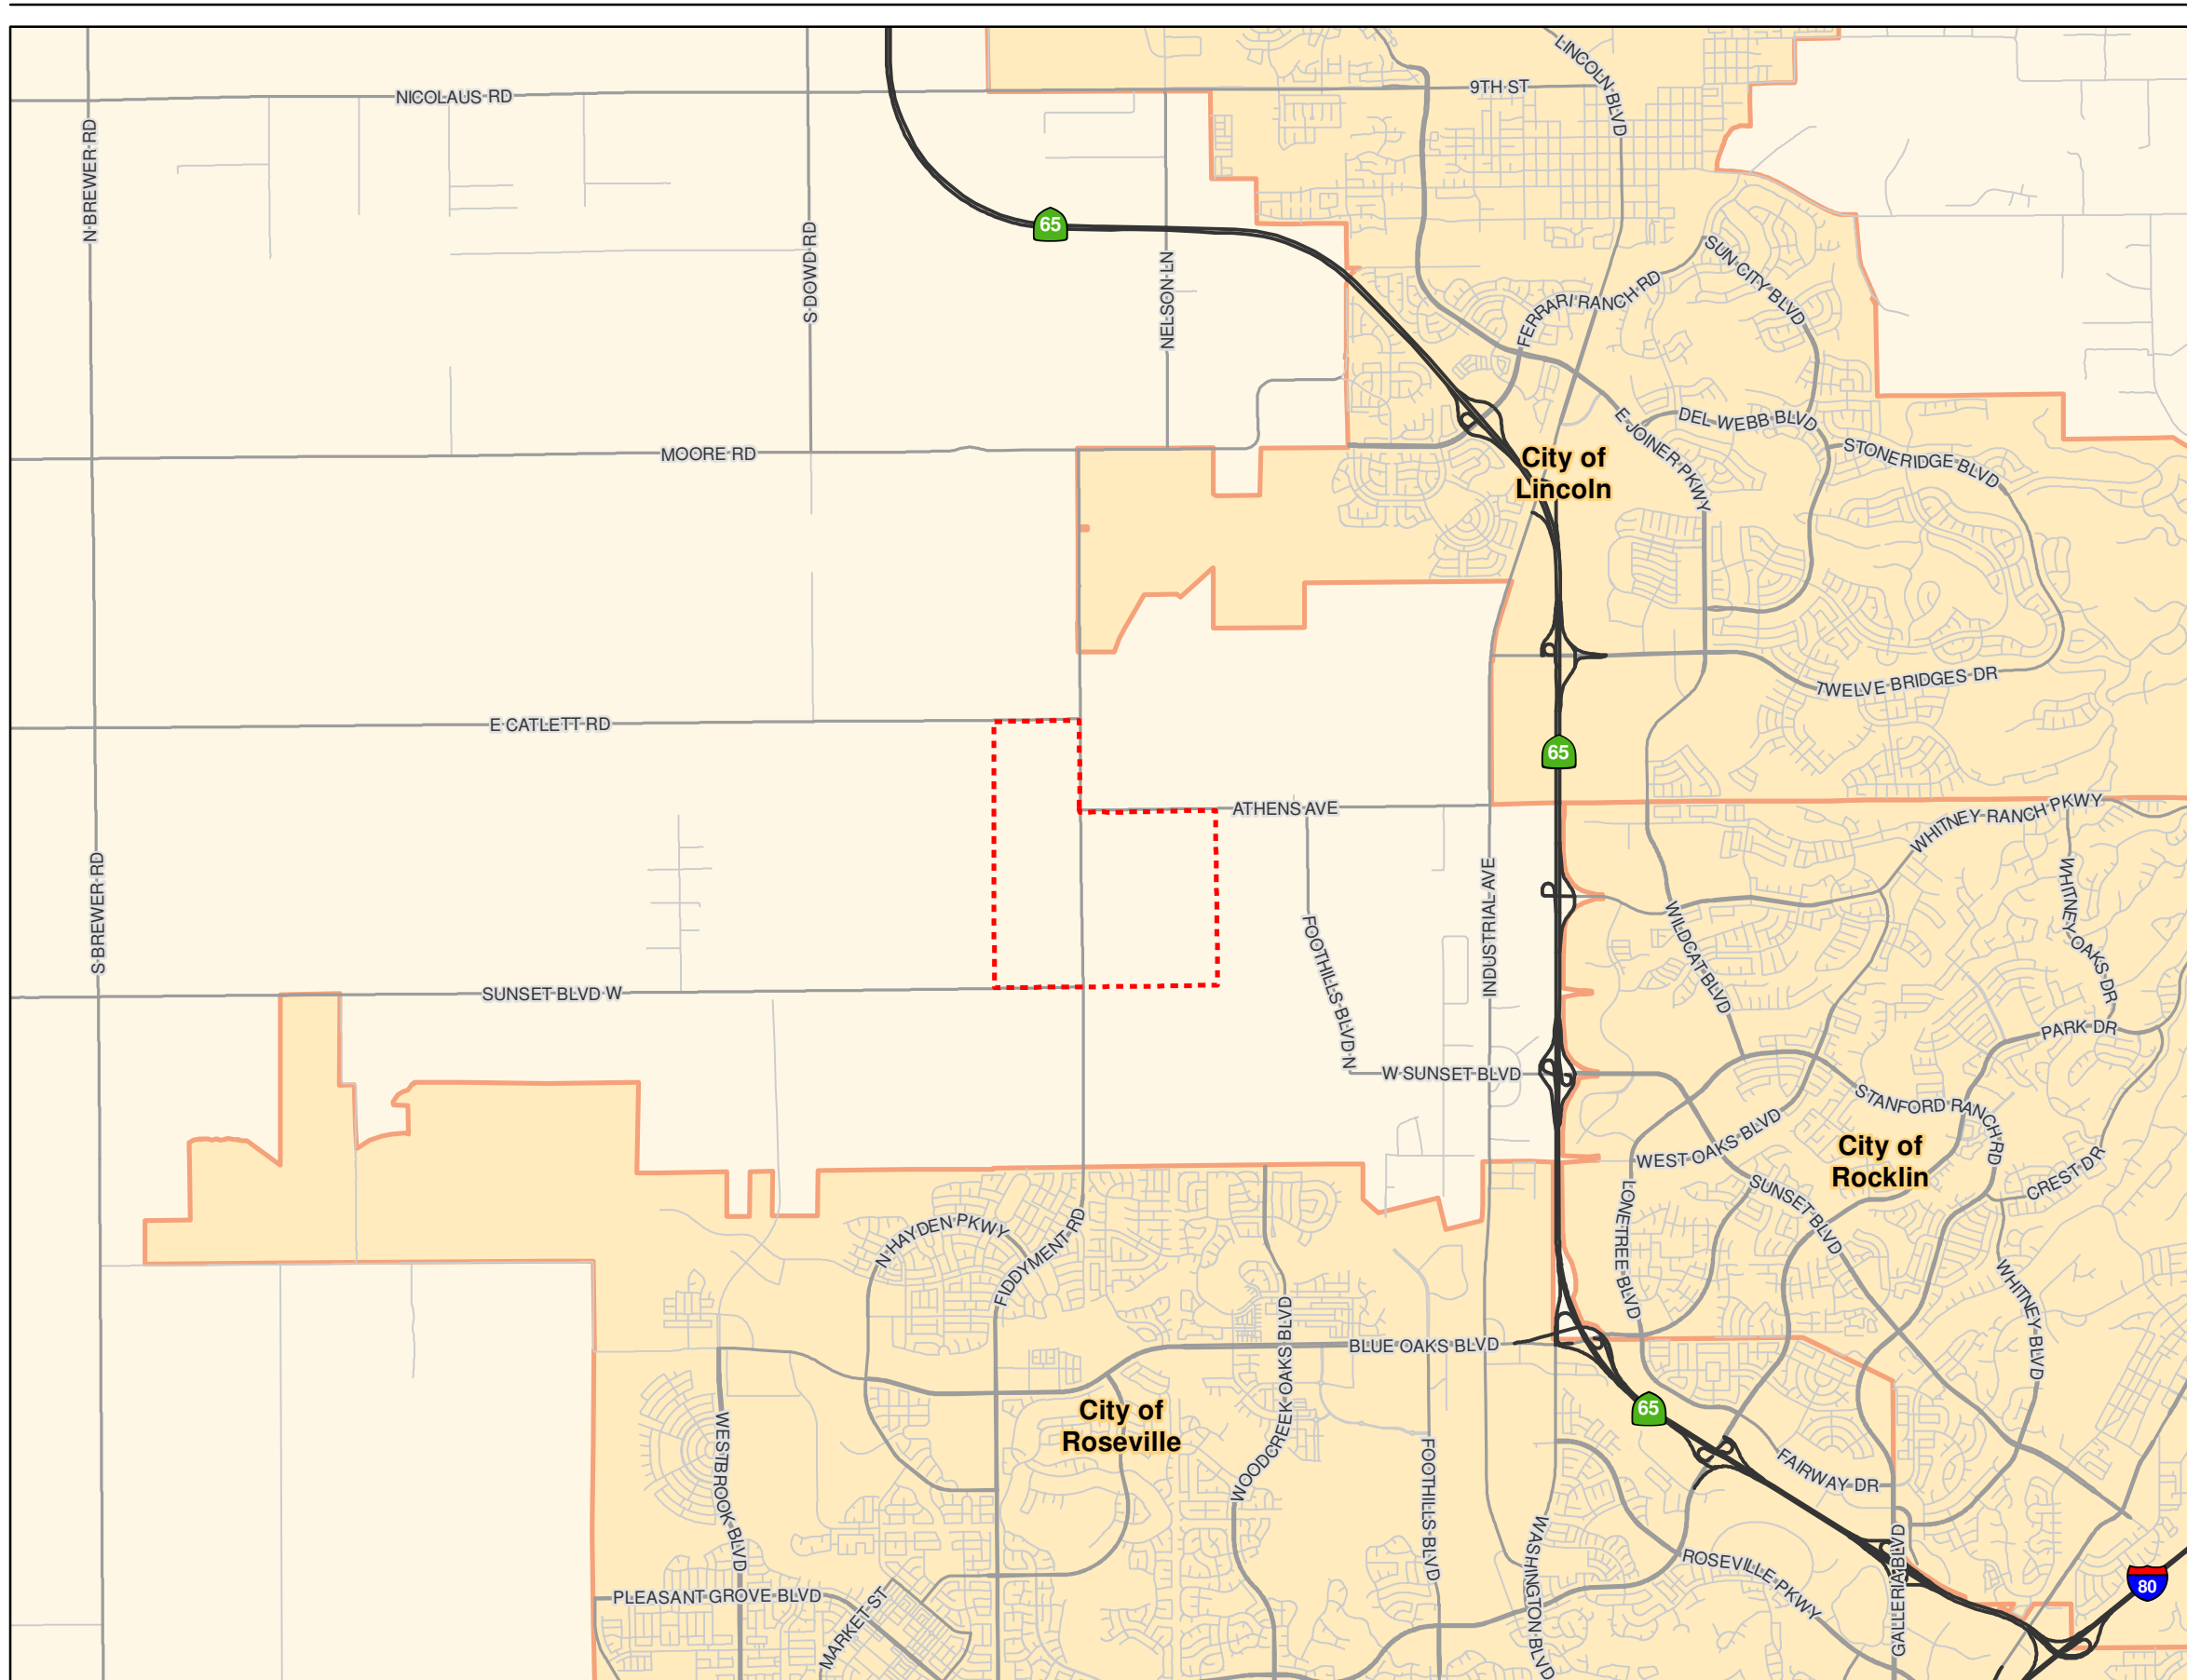 LINCOLN BLVD
9TH ST
NICOLAUS RD
N BREWER RD
65
S DOWD RD
NELSON LN
SUN CITY BLVD
FERRARI RANCH RD
DEL WEBB BLVD
E JOINER PKWY
STONERIDGE BLVD
MOORE RD
City of
Lincoln
TWELVE BRIDGES DR
E CATLETT RD
65
ATHENS AVE
WHITNEY RANCH PKWY
S BREWER RD
INDUSTRIAL AVE
WHITNEY OAKS DR
WILDCAT BLVD
FOOTHILLS BLVD N
SUNSET BLVD W
PARK DR
W SUNSET BLVD
STANFORD RANCH RD
WEST OAKS BLVD
City of
Rocklin
CREST DR
LONETREE BLVD
SUNSET BLVD
N HAYDEN PKWY
FIDDYMENT RD
WHITNEY BLVD
WOODCREEK OAKS BLVD
BLUE OAKS BLVD
65
City of
Roseville
WESTBROOK BLVD
FOOTHILLS BLVD
FAIRWAY DR
WASHINGTON BLVD
ROSEVILLE PKWY
GALLERIA BLVD
80
PLEASANT GROVE BLVD
MARKET ST